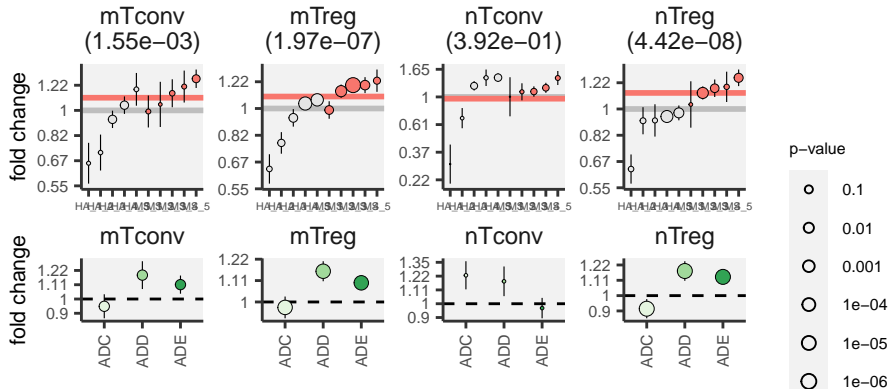 mTconv mTreg nTconv nTreg
(1.55e−03) (1.97e−07) (3.92e−01) (4.42e−08)
fold change
1.22 1.22 1.65 1.22
1 1 1 1
0.82 0.82 0.61 0.82
0.67 0.67 0.37 0.67
0.55 0.55 0.22 0.55
mTconv mTreg nTconv nTreg
fold change
1.22 1.22 1.35 1.22
1.11 1.11 1.22 1.11
1 1 1.11 1
0.9 1 0.9
0.9
ADC ADD ADE ADC ADD ADE ADC ADD ADE ADC ADD ADE
p−value
0.1
0.01
0.001
1e−04
1e−05
1e−06